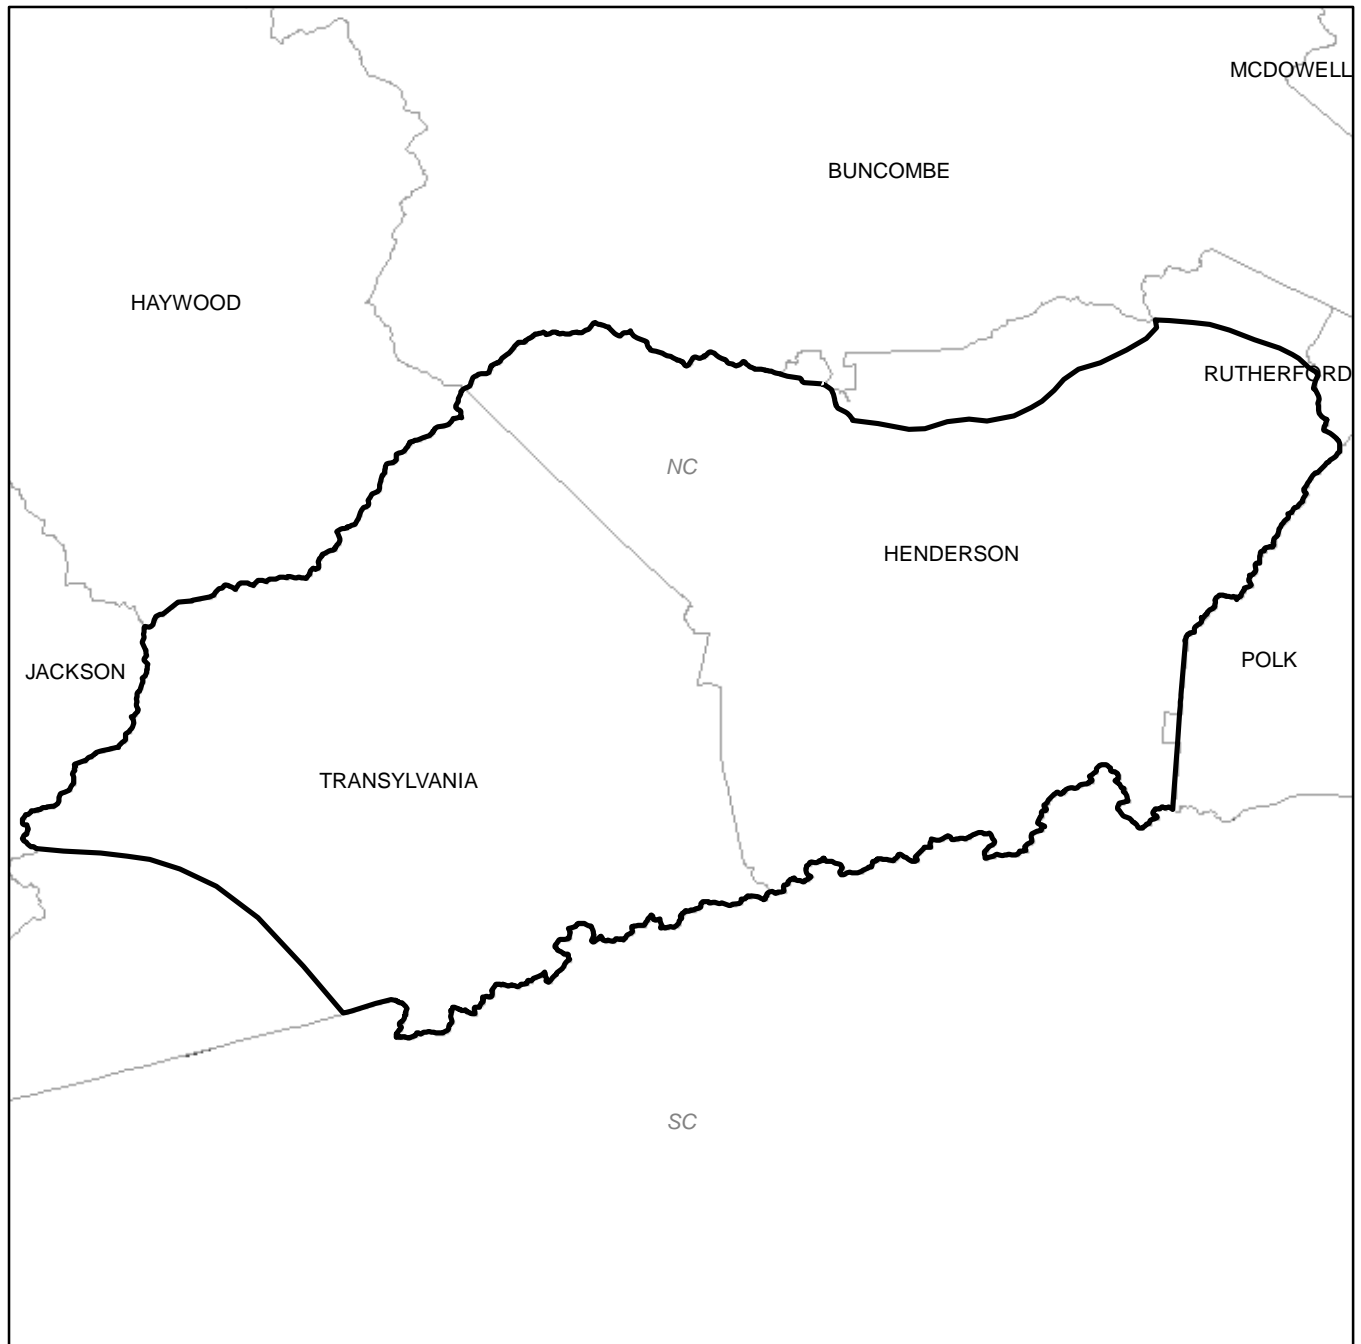 MCDOWELL
BUNCOMBE
HAYWOOD
RUTHERFORD
NC
HENDERSON
POLK
JACKSON
TRANSYLVANIA
SC